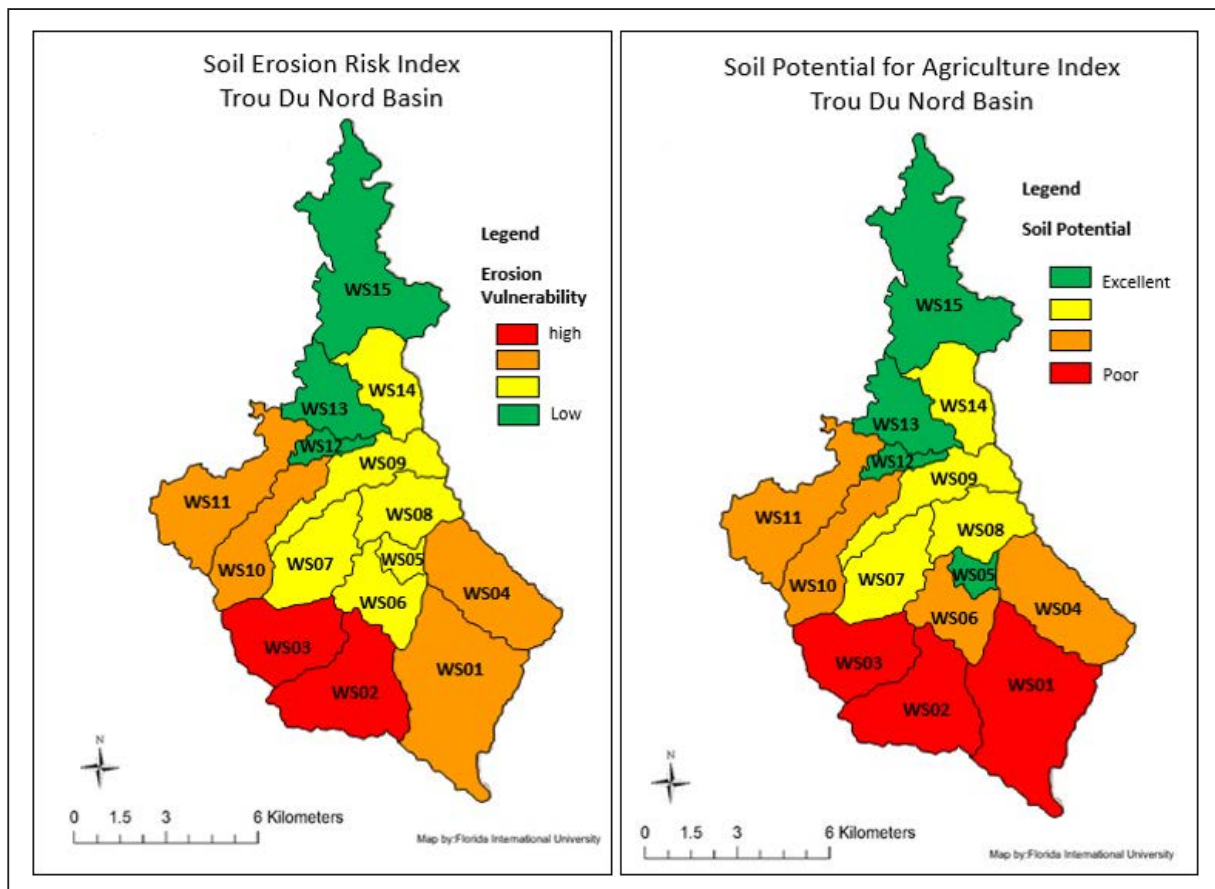 Soil Erosion Risk Index
Trou Du Nord Basin
Legend
Erosion
Vulnerability
high
Low
WS15
WS14
WS13
WS12
WS09
WS11
WS08
WS05
WS07
WS10
WS04
WS06
WS03
WS01
WS02
N
0 1.5 3 6 Kilometers
Map by:Florida International University
Soil Potential for Agriculture Index
Trou Du Nord Basin
Legend
Soil Potential
Excellent
Poor
WS15
WS14
WS13
WS12
WS09
WS11
WS08
WS05
WS07
WS10
WS04
WS06
WS03
WS01
WS02
N
0 1.5 3 6 Kilometers
Map by:Florida International University